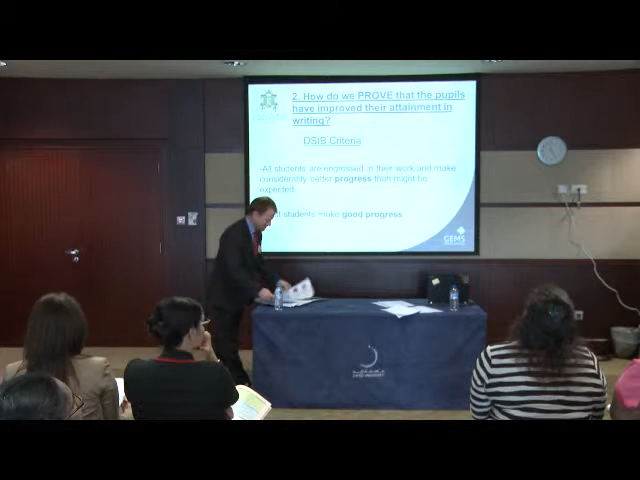 2. How do we PROVE that the pupils
have improved their attainment in
writing?
DSIB Criteria
-All students are engrossed in their work and make
considerably better progress than might be
expected.
students make good progress
GEMS